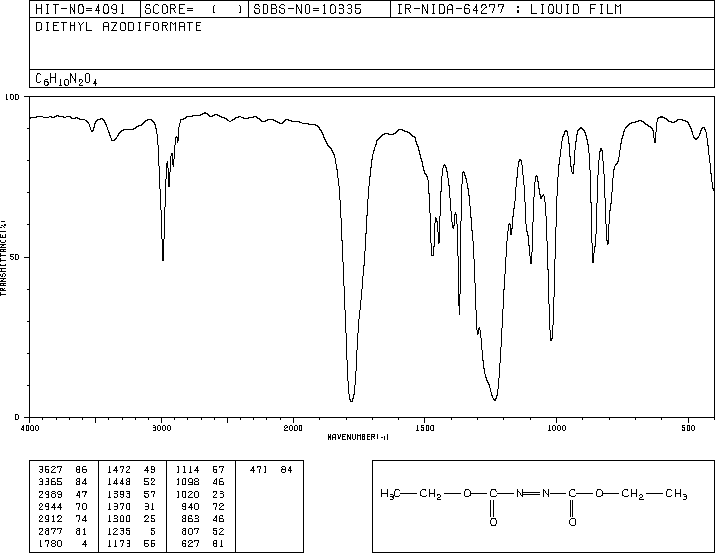 HIT-NO=4091 SCORE= ( ) SDBS-NO=10335 IR-NIDA-64277 : LIQUID FILM
DIETHYL AZODIFORMATE
C6H10N2O4
100
50
0
TRANSMITTANCE(%)
4000 3000 2000 1500 1000 500
WAVENUMBER(-1)
3527 86 1472 49 1114 57 471 84
3365 84 1448 52 1098 46
2989 47 1393 57 1020 23
2944 70 1370 31 940 72
2912 74 1300 25 863 46
2877 81 1235 5 807 52
1780 4 1173 55 627 81
H3C CH2 O C N N C O CH2 CH3
O O